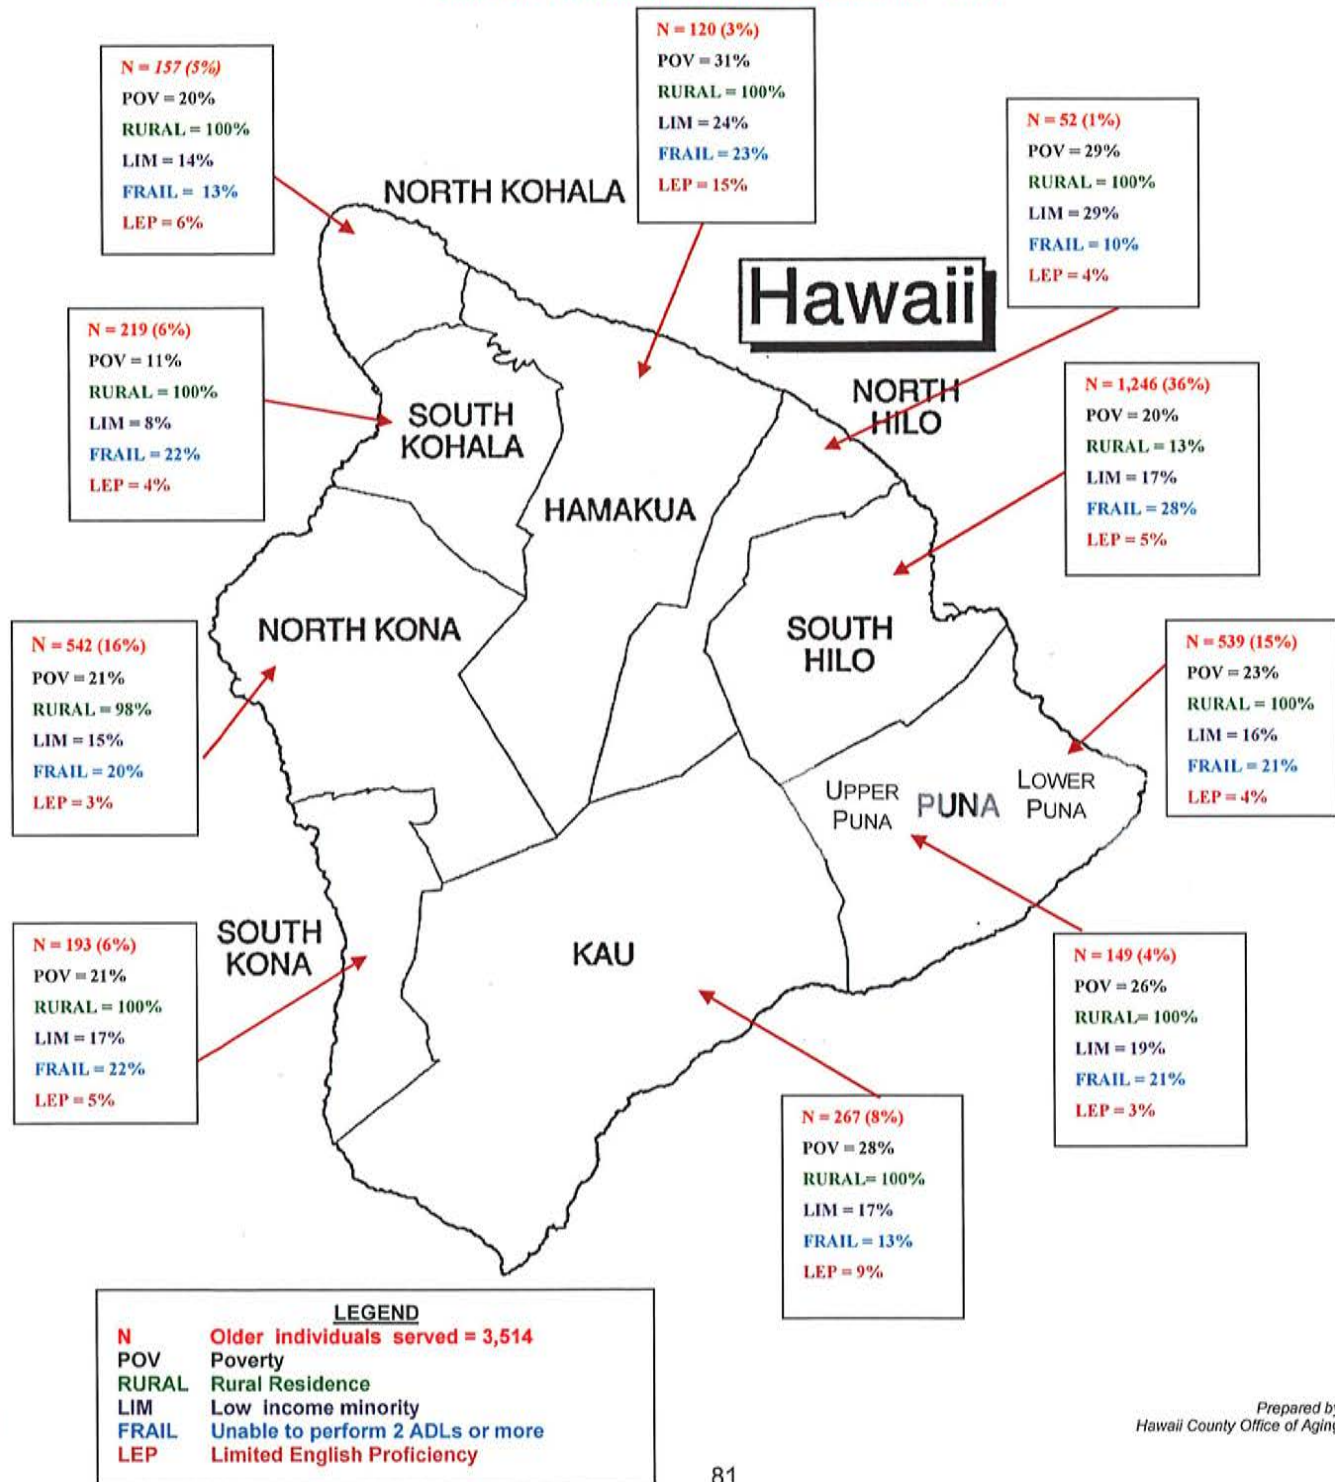 N = 120 (3%)
POV = 31%
RURAL = 100%
LIM = 24%
FRAIL = 23%
LEP = 15%
N = 157 (5%)
POV = 20%
RURAL = 100%
LIM = 14%
FRAIL = 13%
LEP = 6%
N = 52 (1%)
POV = 29%
RURAL = 100%
LIM = 29%
FRAIL = 10%
LEP = 4%
NORTH KOHALA
Hawaii
N = 219 (6%)
POV = 11%
RURAL = 100%
LIM = 8%
FRAIL = 22%
LEP = 4%
N = 1,246 (36%)
POV = 20%
RURAL = 13%
LIM = 17%
FRAIL = 28%
LEP = 5%
NORTH
HILO
SOUTH
KOHALA
HAMAKUA
NORTH KONA
SOUTH
HILO
N = 542 (16%)
POV = 21%
RURAL = 98%
LIM = 15%
FRAIL = 20%
LEP = 3%
N = 539 (15%)
POV = 23%
RURAL = 100%
LIM = 16%
FRAIL = 21%
LEP = 4%
UPPER
PUNA
PUNA
LOWER
PUNA
N = 193 (6%)
POV = 21%
RURAL = 100%
LIM = 17%
FRAIL = 22%
LEP = 5%
SOUTH
KONA
KAU
N = 149 (4%)
POV = 26%
RURAL= 100%
LIM = 19%
FRAIL = 21%
LEP = 3%
N = 267 (8%)
POV = 28%
RURAL= 100%
LIM = 17%
FRAIL = 13%
LEP = 9%
LEGEND
N Older individuals served = 3,514
POV Poverty
RURAL Rural Residence
LIM Low income minority
FRAIL Unable to perform 2 ADLs or more
LEP Limited English Proficiency
Prepared by
Hawaii County Office of Aging
81